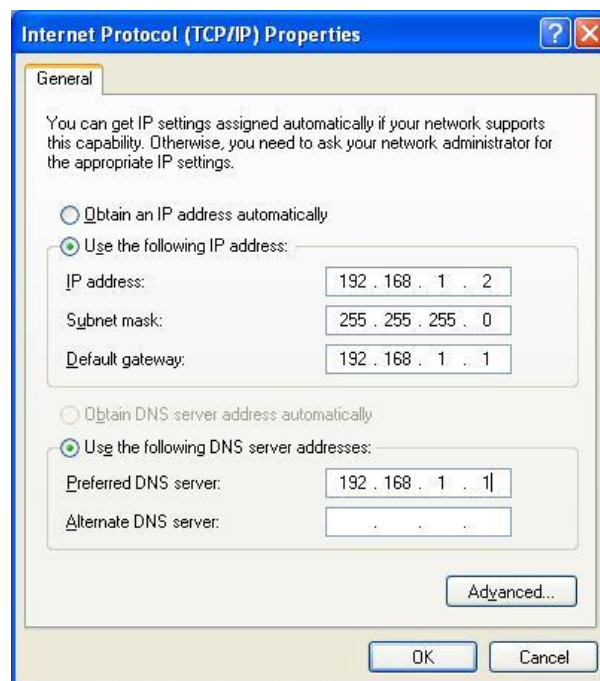 Internet Protocol (TCP/IP) Properties
General
You can get IP settings assigned automatically if your network supports
this capability. Otherwise, you need to ask your network administrator for
the appropriate IP settings.
Obtain an IP address automatically
Use the following IP address:
IP address: 192 . 168 . 1 . 2
Subnet mask: 255 . 255 . 255 . 0
Default gateway: 192 . 168 . 1 . 1
Obtain DNS server address automatically
Use the following DNS server addresses:
Preferred DNS server: 192 . 168 . 1 . 1
Alternate DNS server: . . .
Advanced...
OK Cancel